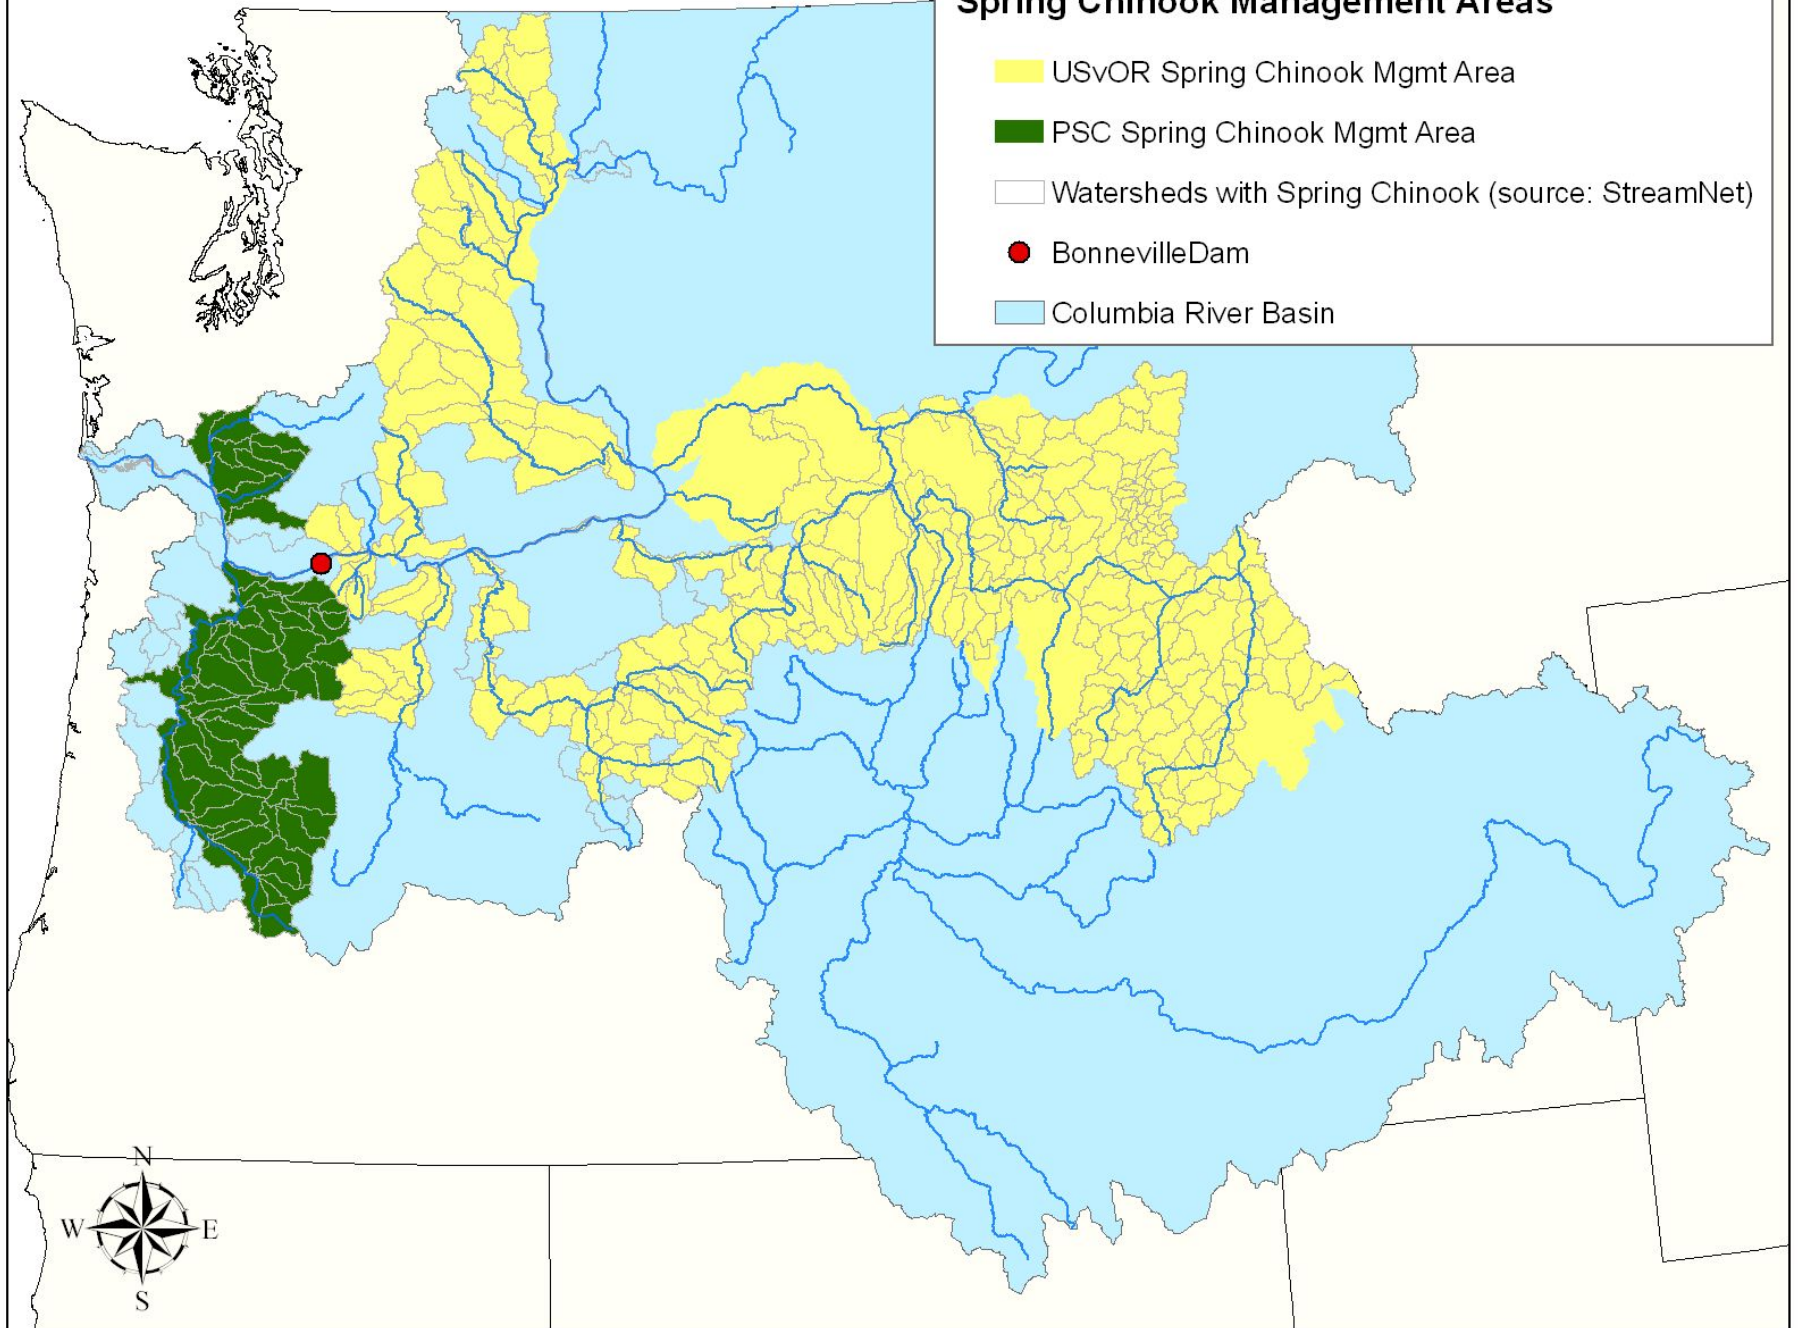 Spring Chinook Management Areas
USvOR Spring Chinook Mgmt Area
PSC Spring Chinook Mgmt Area
Watersheds with Spring Chinook (source: StreamNet)
BonnevilleDam
Columbia River Basin
N
W E
S